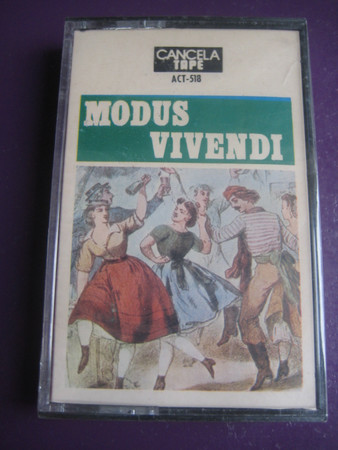 CANCELA
TAPE
ACT-518
MODUS
VIVENDI